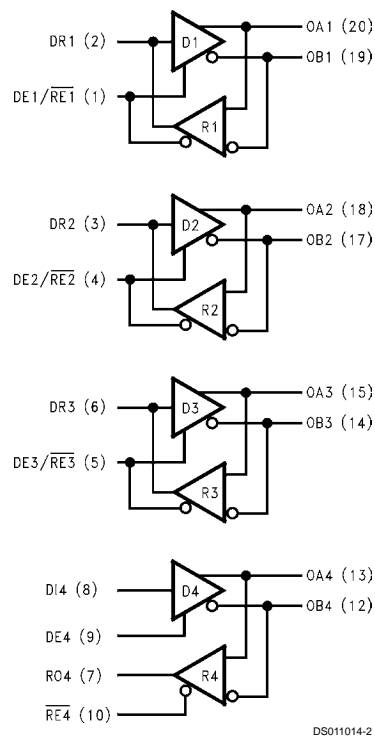 DR1 (2)
D1
OA1 (20)
OB1 (19)
DE1/RE1 (1)
R1
DR2 (3)
D2
OA2 (18)
OB2 (17)
DE2/RE2 (4)
R2
DR3 (6)
D3
OA3 (15)
OB3 (14)
DE3/RE3 (5)
R3
DI4 (8)
D4
OA4 (13)
OB4 (12)
DE4 (9)
RO4 (7)
R4
RE4 (10)
DS011014-2